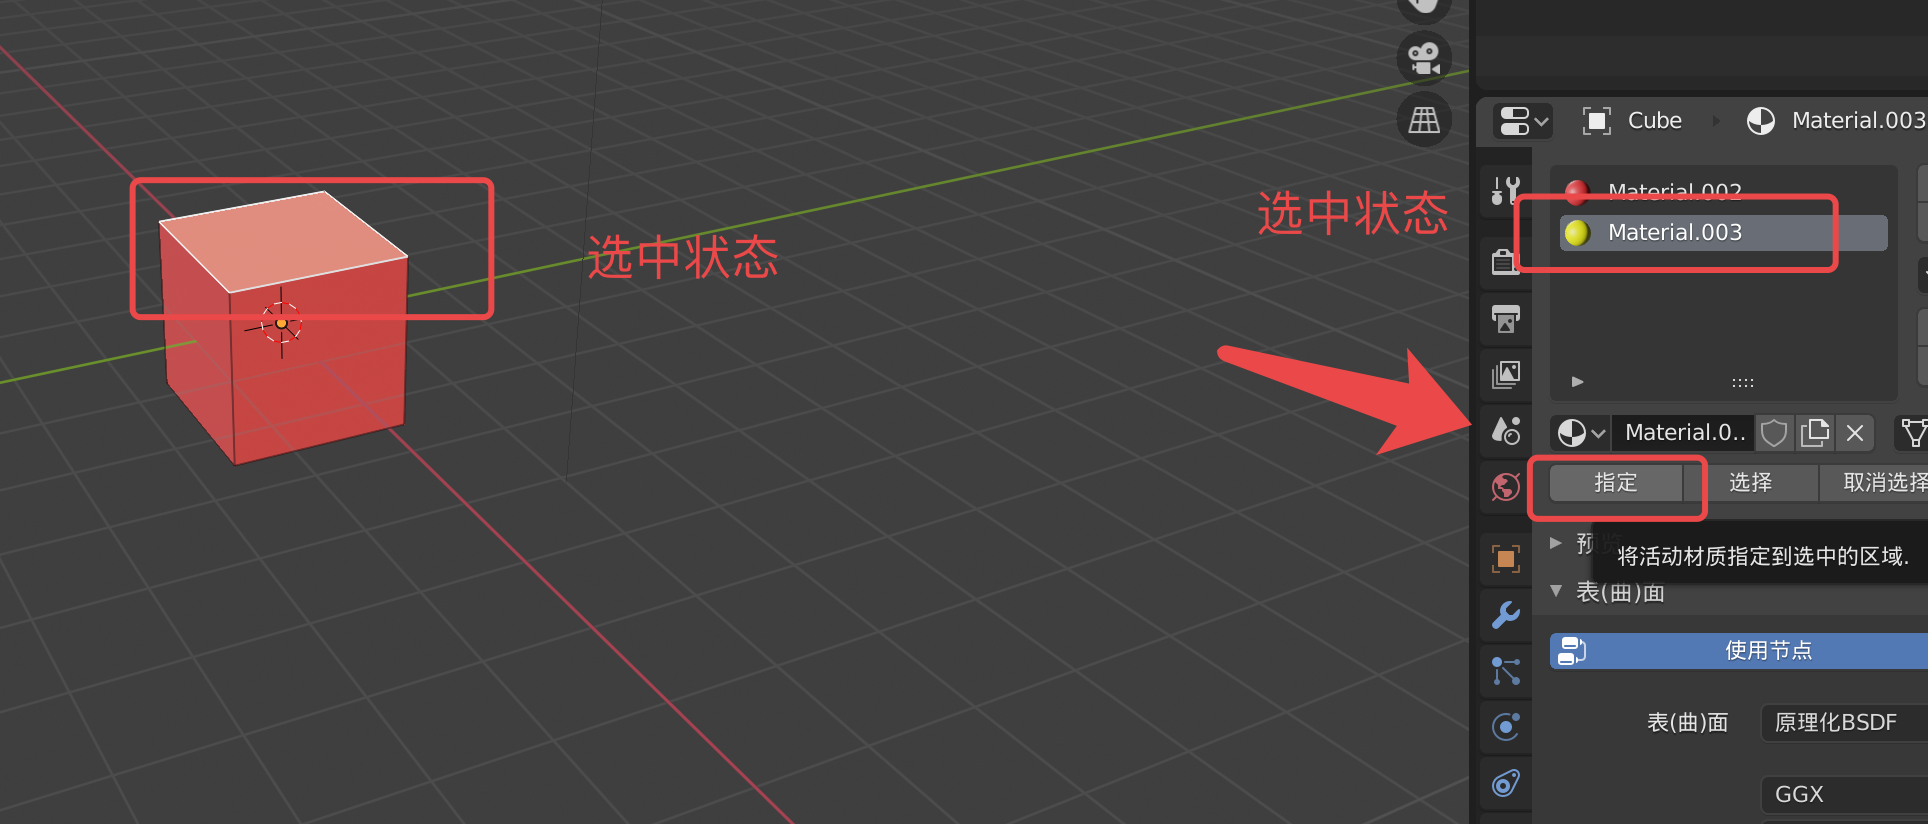 Cube
Material.003
Material.002
Material.003
选中状态
选中状态
Material.0..
指定
选择
取消选择
预览
将活动材质指定到选中的区域.
表(曲)面
使用节点
表(曲)面
原理化BSDF
GGX